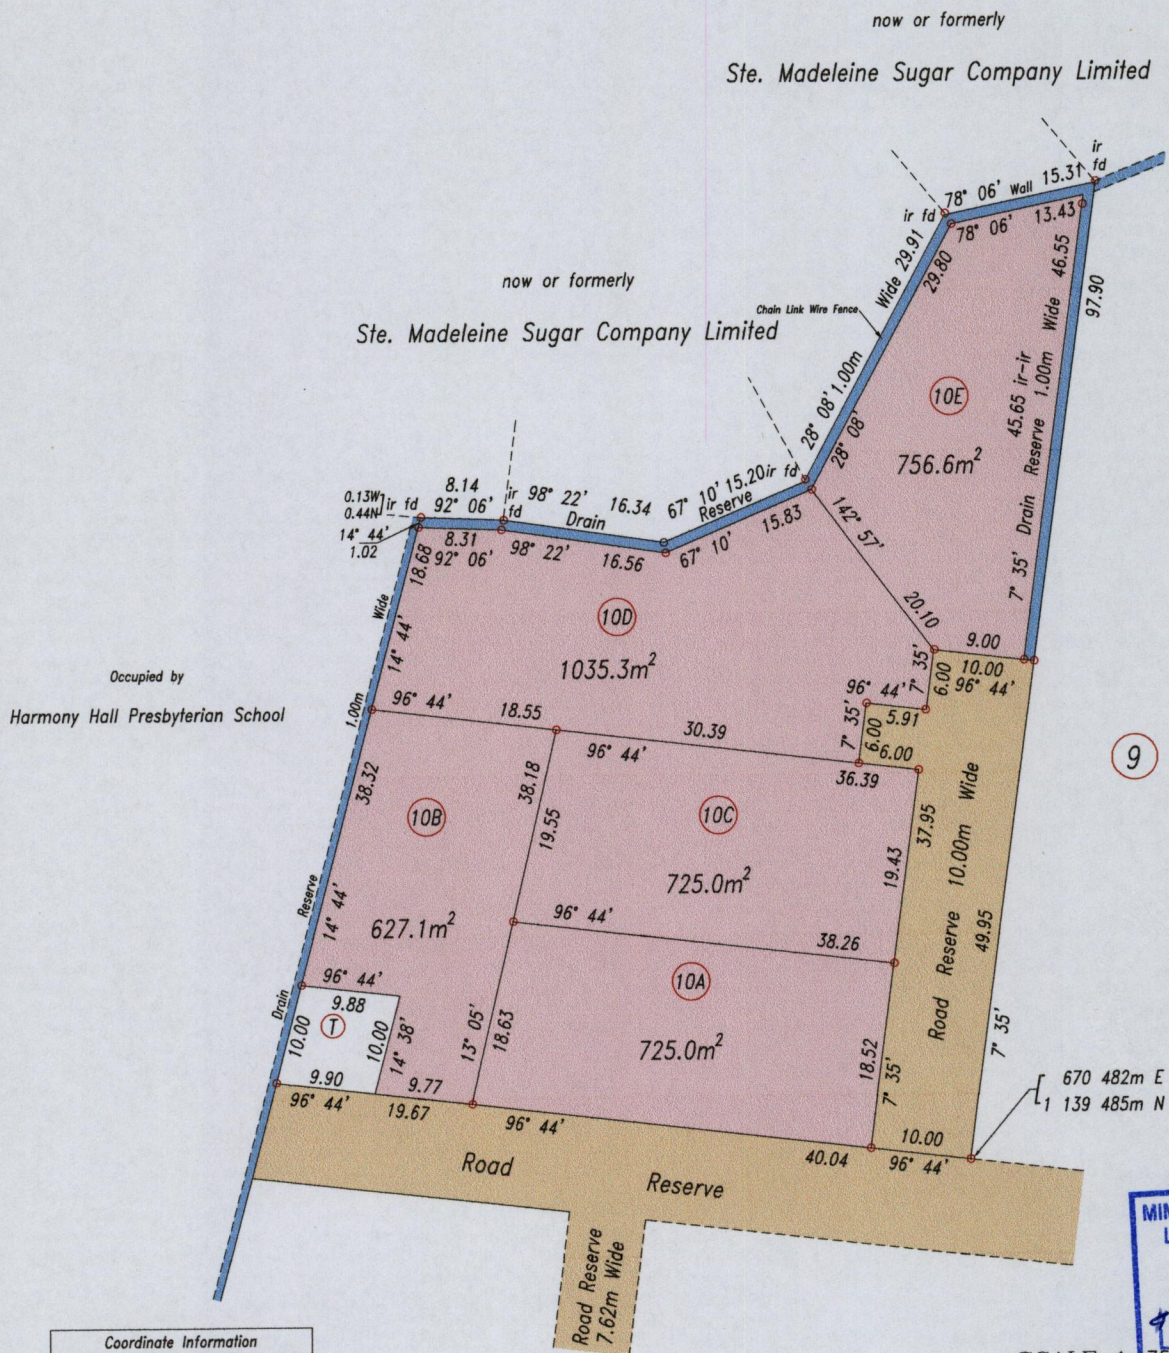 now or formerly
Ste. Madeleine Sugar Company Limited
ir
fd
78° 06' Wall 15.31
ir fd
78° 06' 13.43
Wide 29.91
29.80
46.55
97.90
now or formerly
Ste. Madeleine Sugar Company Limited
Chain Link Wire Fence
28° 08' 1.00m
28° 08'
10E
756.6m²
45.65 ir-ir
7° 35' Drain Reserve 1.00m Wide
0.13W
0.44N
ir fd
8.14
92° 06'
ir
fd
98° 22' 16.34
Drain
67° 10' 15.20
Reserve
ir fd
14° 44'
1.02
8.31
92° 06'
98° 22' 16.56
67° 10' 15.83
142° 57'
20.10
18.68
14° 44'
Wide
1.00m
10D
1035.3m²
9.00
10.00
96° 44'
7° 35'
6.00
96° 44'
5.91
7° 35'
6.00
6.00
Occupied by
Harmony Hall Presbyterian School
96° 44' 18.55
30.39
96° 44' 36.39
9
38.32
38.18
19.55
10B
10C
725.0m²
19.43
37.95
Road Reserve 10.00m Wide
49.95
7° 35'
Reserve
14° 44'
627.1m²
96° 44' 38.26
10A
725.0m²
96° 44'
9.88
Drain
10.00
T
10.00
14° 38'
13° 05'
18.63
18.52
7° 35'
9.90
9.77
96° 44' 19.67
96° 44' 40.04
10.00
96° 44'
670 482m E
1 139 485m N
Road Reserve
Road Reserve
7.62m Wide
Coordinate Information